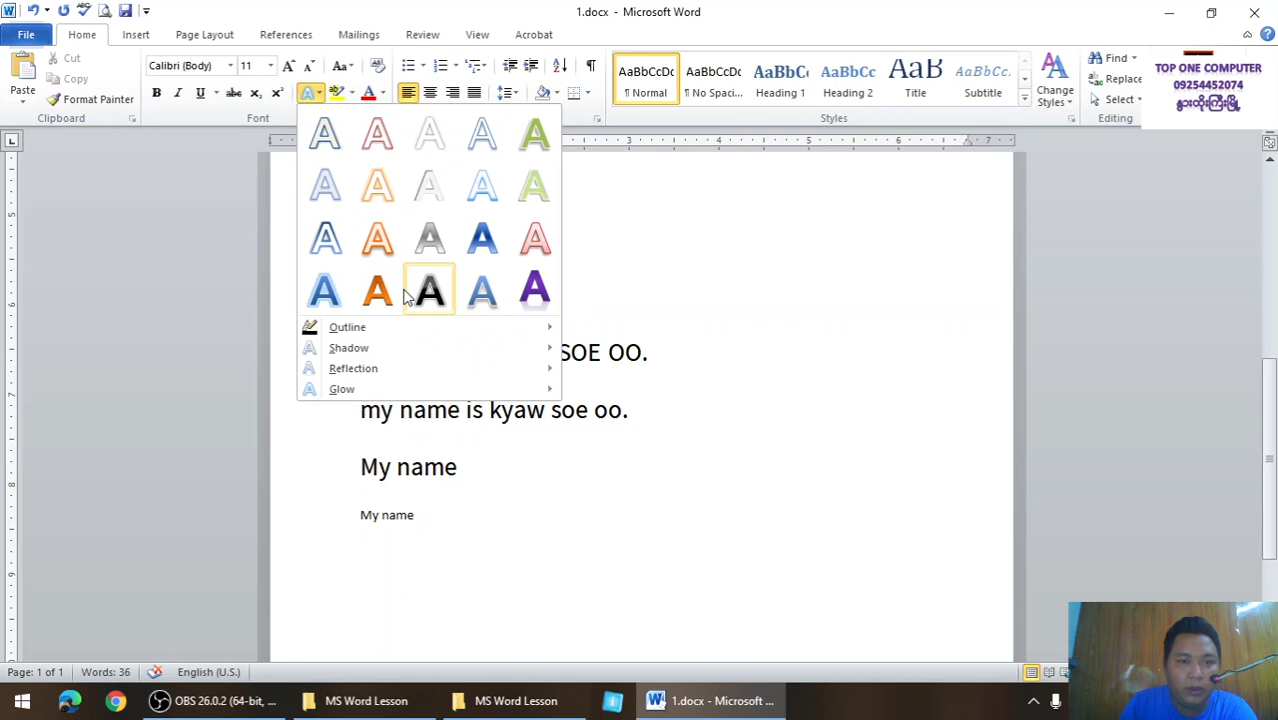 1.docx - Microsoft Word
File Home Insert Page Layout References Mailings Review View Acrobat
Paste
Cut
Copy
Format Painter
Clipboard
Calibri (Body) 11
Font
AaBbCcDc AaBbCcDc AaBbCc AaBbCc AaB AaBbCc.
¶ Normal ¶ No Spaci... Heading 1 Heading 2 Title Subtitle
Change
Styles
Styles
Find
Replace
Select
Editing
TOP ONE COMPUTER
09254452074
နွားထိုးကြီးမြို့
Outline
Shadow
Reflection
Glow
SOE OO.
my name is kyaw soe oo.
My name
My name
Page: 1 of 1 Words: 36 English (U.S.)
OBS 26.0.2 (64-bit, ... MS Word Lesson MS Word Lesson 1.docx - Microsoft ...